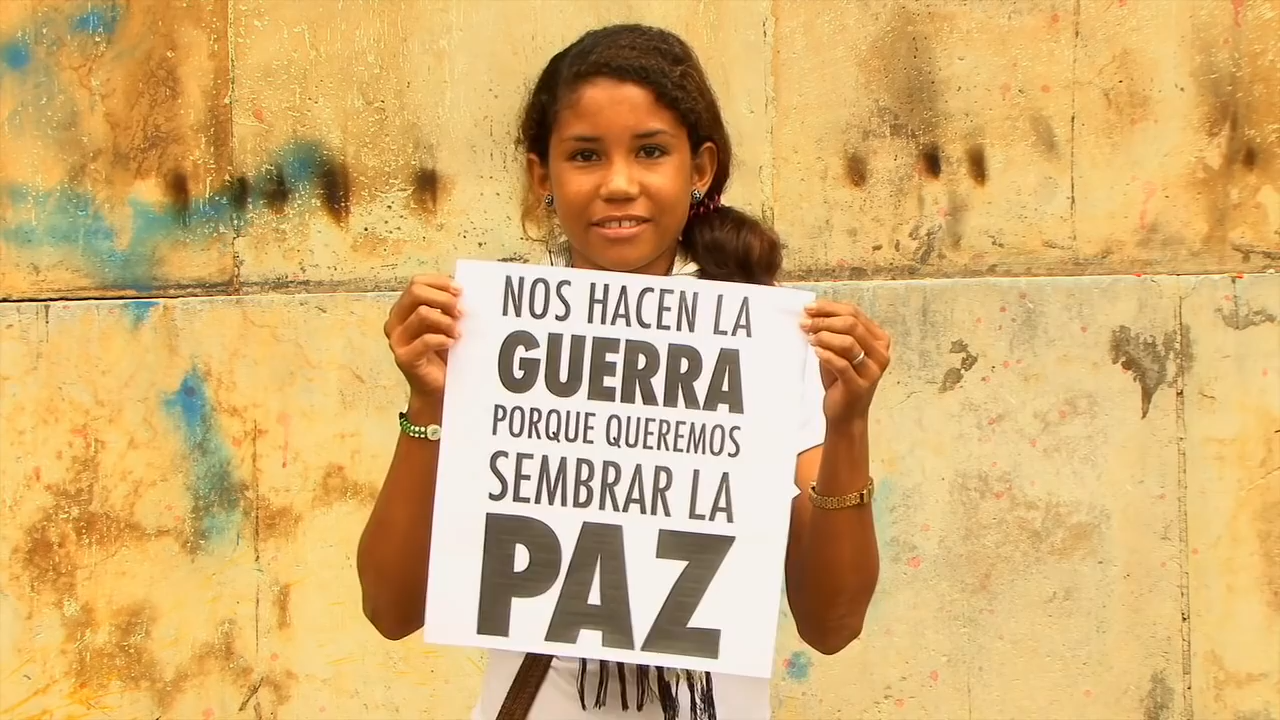 NOS HACEN LA
GUERRA
PORQUE QUEREMOS
SEMBRAR LA
PAZ